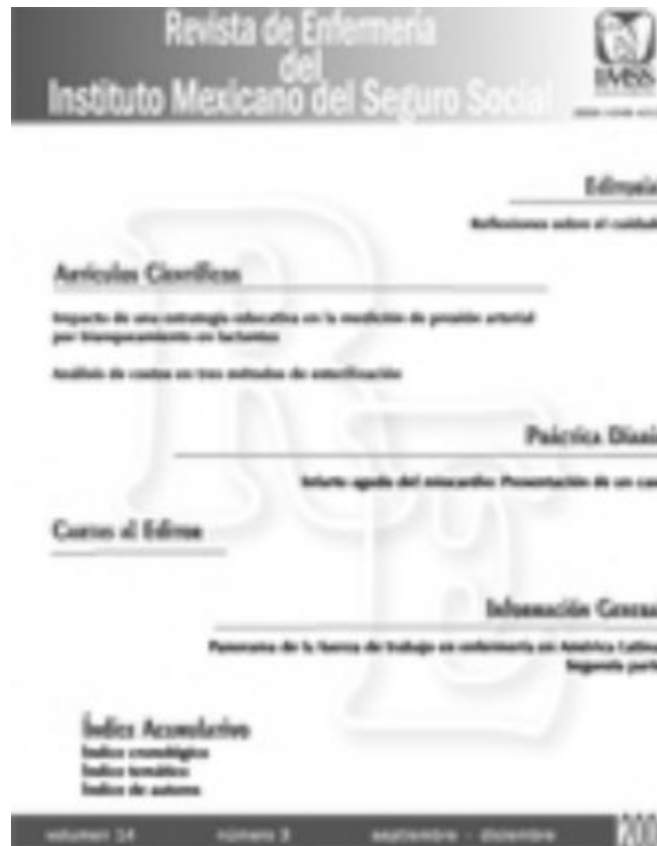 Revista de Enfermería
del
Instituto Mexicano del Seguro Social
IMSS
Editoria
Reflexiones sobre el cuidad
Artículos Científicos
Impacto de una estrategia educativa en la medición de presión arterial
por en lactantes
Análisis de costos en tres métodos de esterilización
Práctica Diari
Infarto agudo del miocardio: Presentación de un cas
Cartas al Editor
Información Genera
Panorama de la fuerza de trabajo en enfermería en América Latina
Segunda parte
Índice Acumulativo
Índice cronológico
Índice temático
Índice de autores
volumen 14 número 3 septiembre - diciembre 200